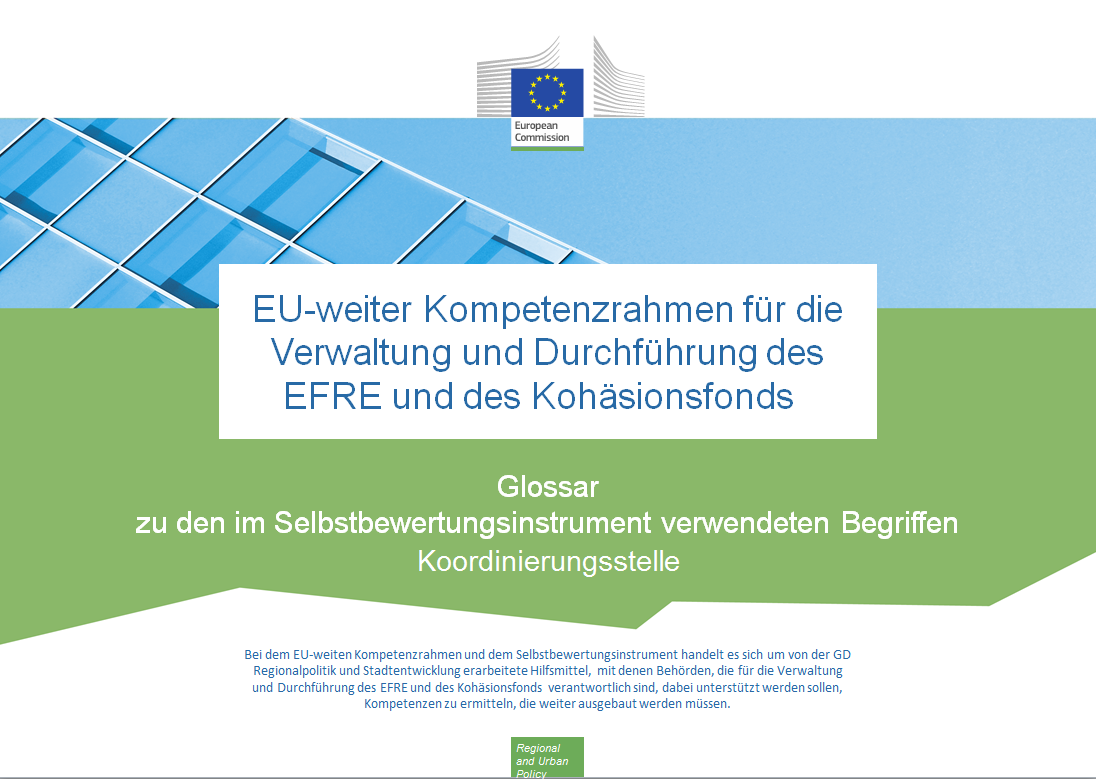 European
Commission
EU-weiter Kompetenzrahmen für die
Verwaltung und Durchführung des
EFRE und des Kohäsionsfonds
Glossar
zu den im Selbstbewertungsinstrument verwendeten Begriffen
Koordinierungsstelle
Bei dem EU-weiten Kompetenzrahmen und dem Selbstbewertungsinstrument handelt es sich um von der GD
Regionalpolitik und Stadtentwicklung erarbeitete Hilfsmittel, mit denen Behörden, die für die Verwaltung
und Durchführung des EFRE und des Kohäsionsfonds verantwortlich sind, dabei unterstützt werden sollen,
Kompetenzen zu ermitteln, die weiter ausgebaut werden müssen.
Regional
and Urban
Policy